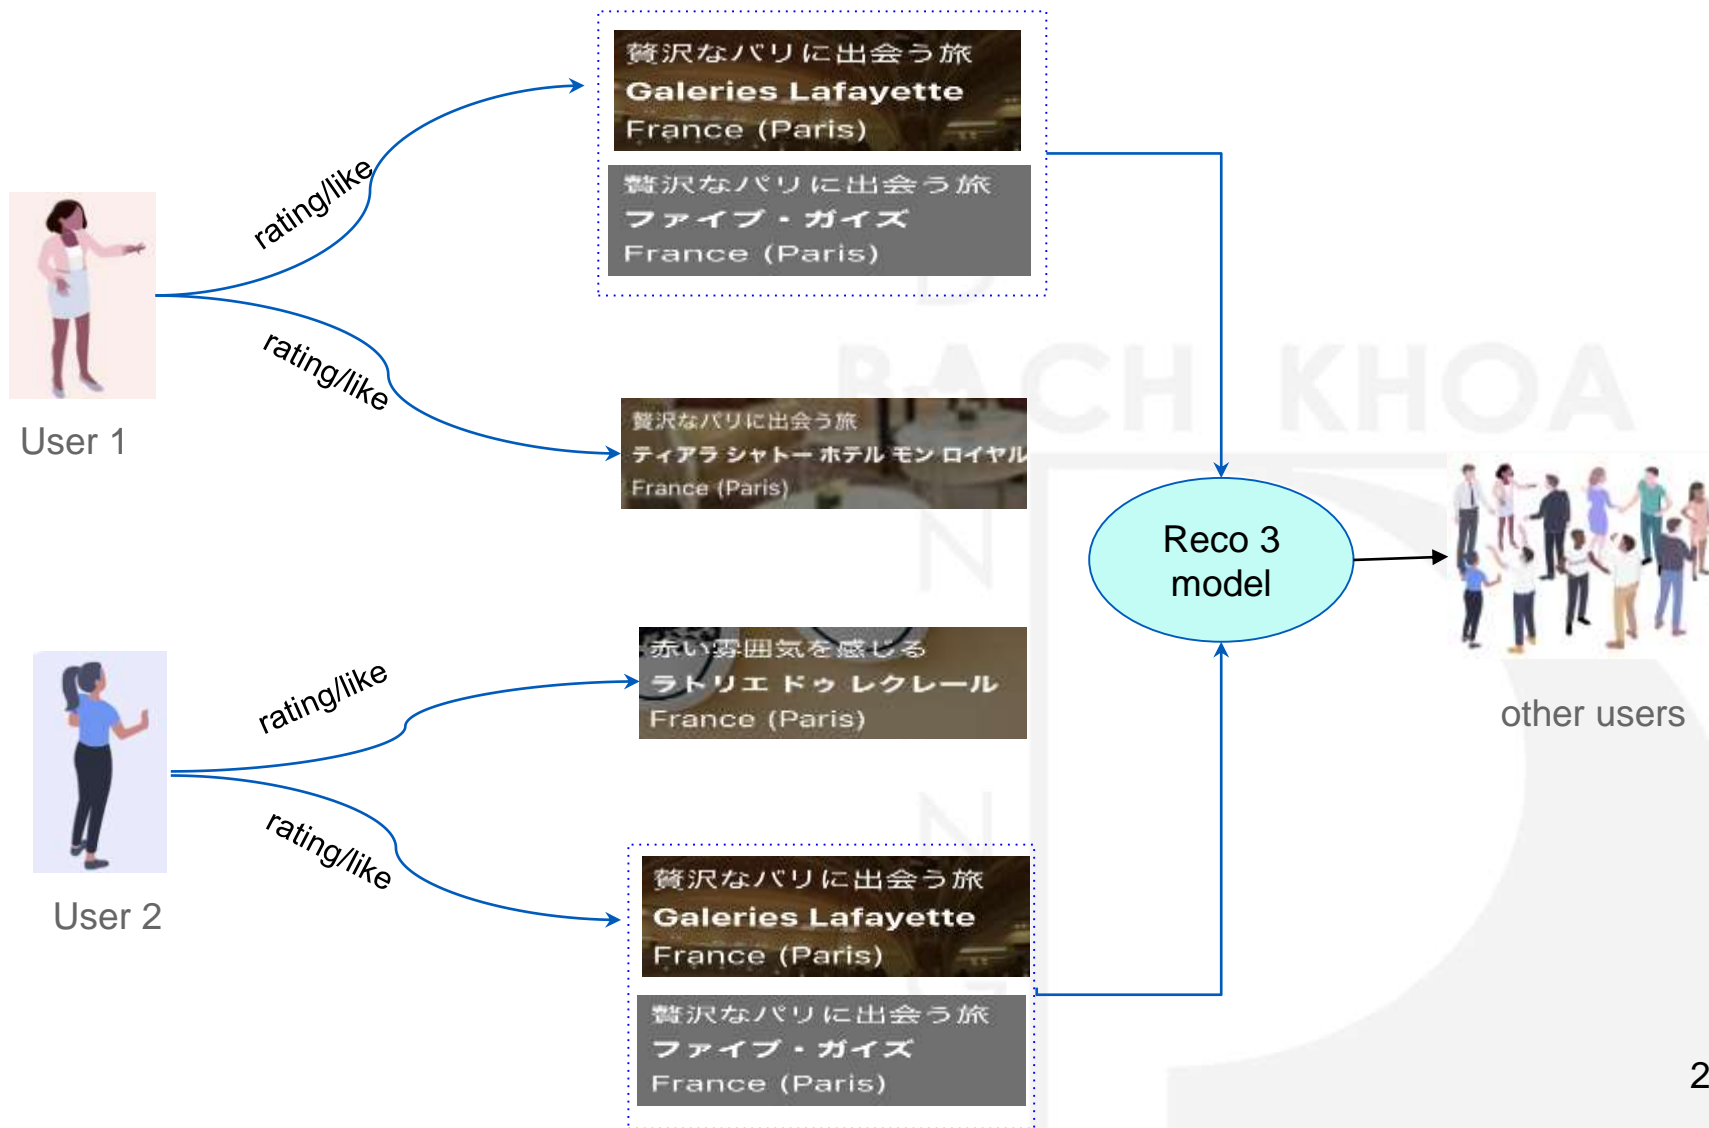 贅沢なパリに出会う旅
Galeries Lafayette
France (Paris)
贅沢なパリに出会う旅
ファイブ・ガイズ
France (Paris)
rating/like
rating/like
User 1
贅沢なパリに出会う旅
ティアラ シャトー ホテル モン ロイヤル
France (Paris)
BACH KHOA
D
N
N
G
Reco 3
model
other users
赤い雰囲気を感じる
ラトリエ ドゥ レクレール
France (Paris)
rating/like
rating/like
User 2
贅沢なパリに出会う旅
Galeries Lafayette
France (Paris)
贅沢なパリに出会う旅
ファイブ・ガイズ
France (Paris)
2